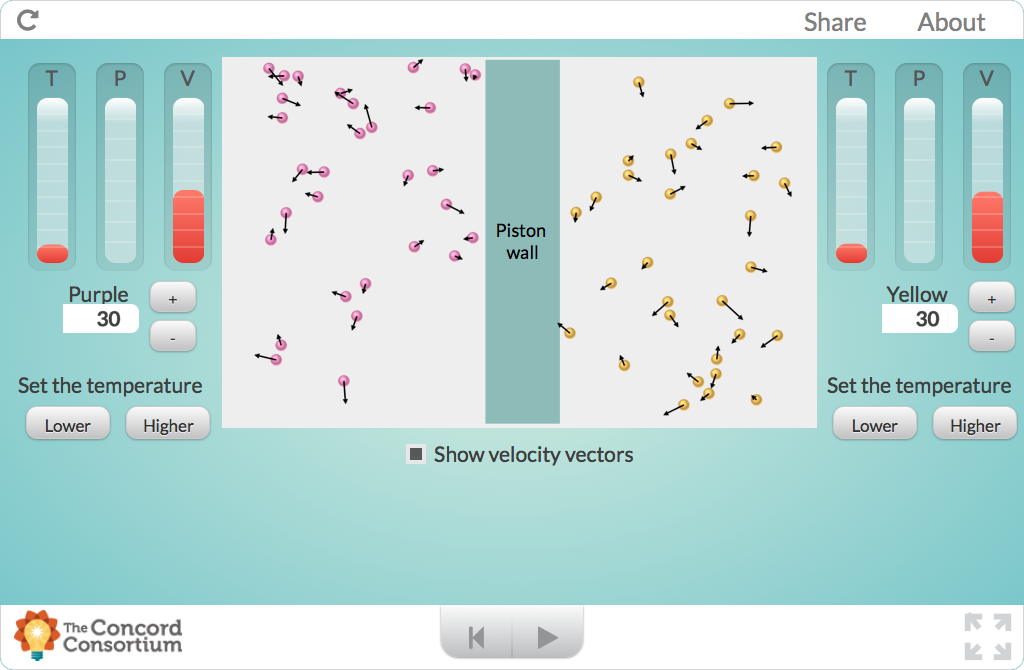 Share About
T P V
T P V
Piston
wall
Purple
30
+
-
Yellow
30
+
-
Set the temperature
Lower Higher
Set the temperature
Lower Higher
Show velocity vectors
The Concord
Consortium